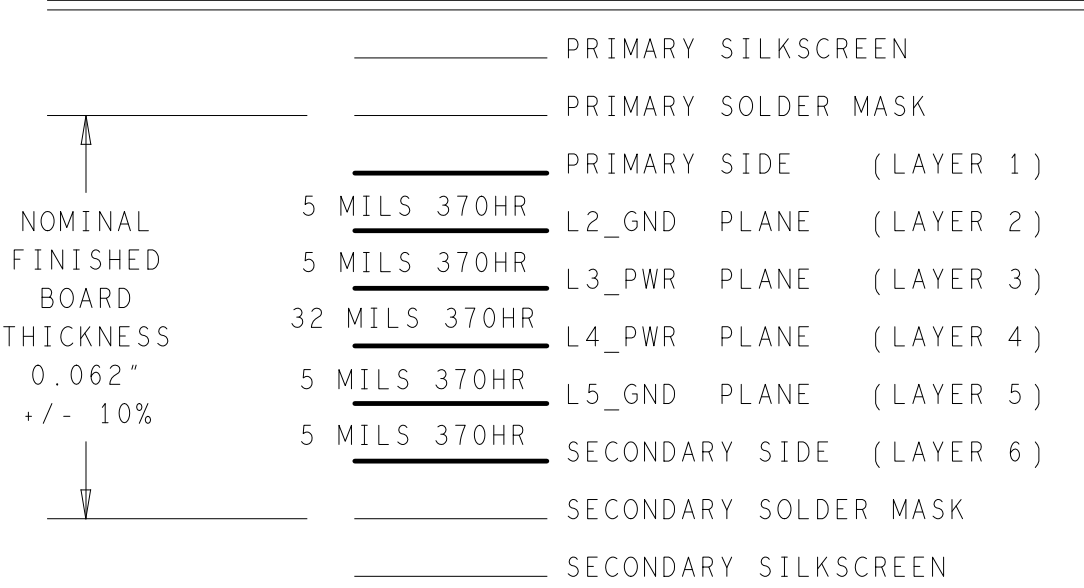 PRIMARY SILKSCREEN
PRIMARY SOLDER MASK
PRIMARY SIDE (LAYER 1)
5 MILS 370HR
L2_GND PLANE (LAYER 2)
5 MILS 370HR
L3_PWR PLANE (LAYER 3)
32 MILS 370HR
L4_PWR PLANE (LAYER 4)
5 MILS 370HR
L5_GND PLANE (LAYER 5)
5 MILS 370HR
SECONDARY SIDE (LAYER 6)
SECONDARY SOLDER MASK
SECONDARY SILKSCREEN
NOMINAL
FINISHED
BOARD
THICKNESS
0.062"
+/- 10%